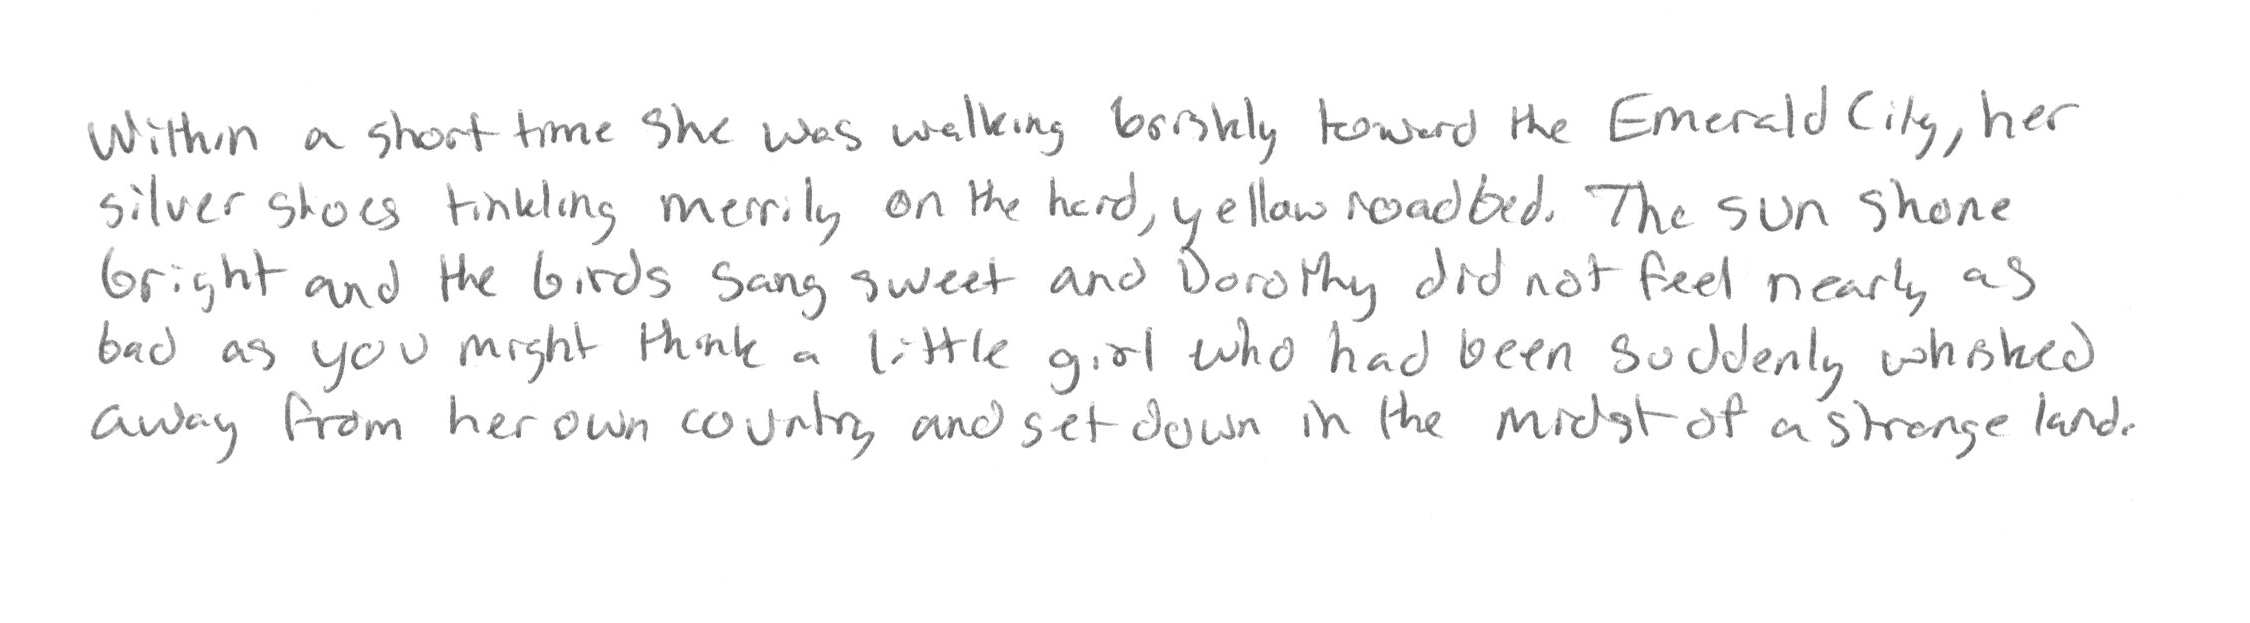 Within a short time she was walking briskly toward the Emerald City, her
silver shoes tinkling merrily on the hard, yellow roadbed. The sun shone
bright and the birds sang sweet and Dorothy did not feel nearly as
bad as you might think a little girl who had been suddenly whisked
away from her own country and set down in the midst of a strange land.